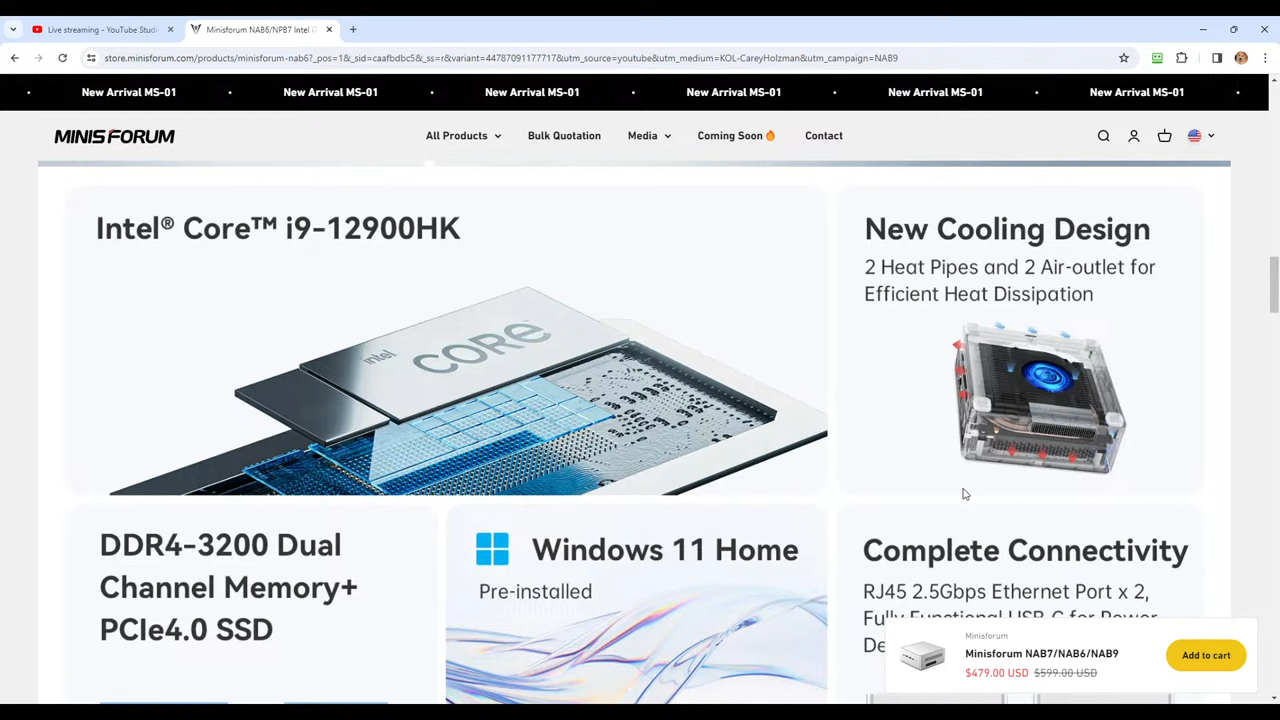 Live streaming - YouTube Studi
Minisforum NAB6/NPB7 Intel i7
store.minisforum.com/products/minisforum-nab6?_pos=1&_sid=caafbdbc5&_ss=r&variant=44787091177717&utm_source=youtube&utm_medium=KOL-CareyHolzman&utm_campaign=NAB9
New Arrival MS-01 New Arrival MS-01 New Arrival MS-01 New Arrival MS-01 New Arrival MS-01 New Arrival MS-01
MINISFORUM
All Products Bulk Quotation Media Coming Soon Contact
Intel® Core™ i9-12900HK
intel
CORE
New Cooling Design
2 Heat Pipes and 2 Air-outlet for
Efficient Heat Dissipation
DDR4-3200 Dual
Channel Memory+
PCIe4.0 SSD
Windows 11 Home
Pre-installed
Complete Connectivity
RJ45 2.5Gbps Ethernet Port x 2,
Minisforum
Minisforum NAB7/NAB6/NAB9
$479.00 USD $599.00 USD
Add to cart